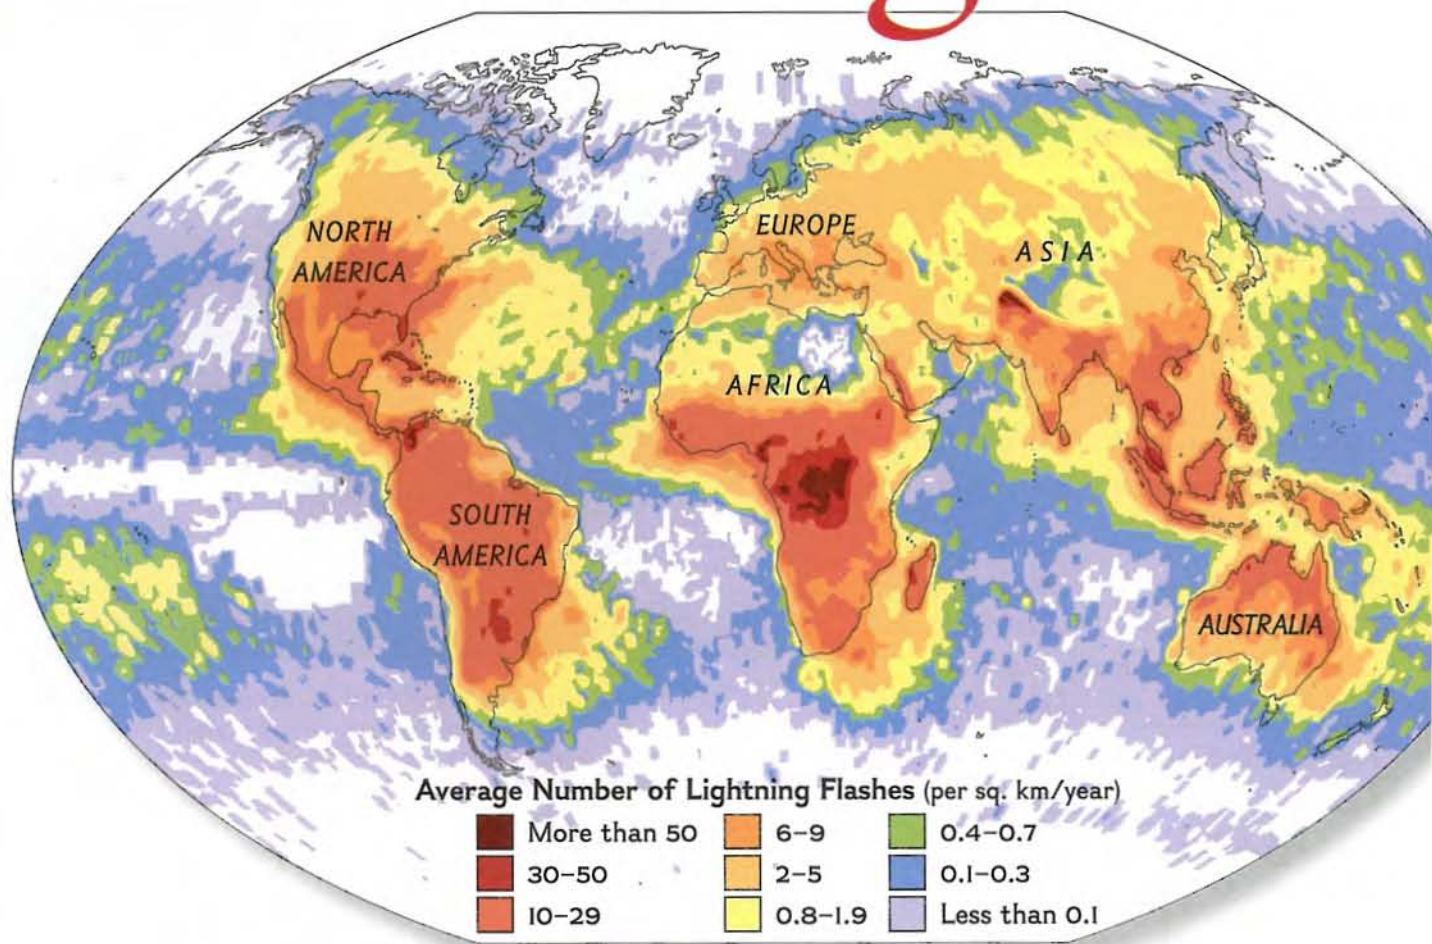 NORTH
AMERICA
EUROPE
ASIA
AFRICA
SOUTH
AMERICA
AUSTRALIA
Average Number of Lightning Flashes (per sq. km/year)
More than 50
30–50
10–29
6–9
2–5
0.8–1.9
0.4–0.7
0.1–0.3
Less than 0.1